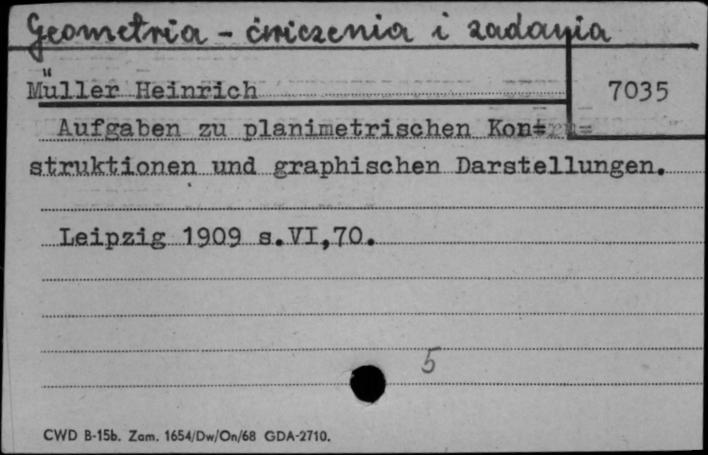 Geometria - ćwiczenia i zadania
Müller Heinrich
7035
Aufgaben zu planimetrischen Kon=
struktionen und graphischen Darstellungen.
Leipzig 1909 s.VI,70.
5
CWD B-15b. Zam. 1654/Dw/On/68 GDA-2710.